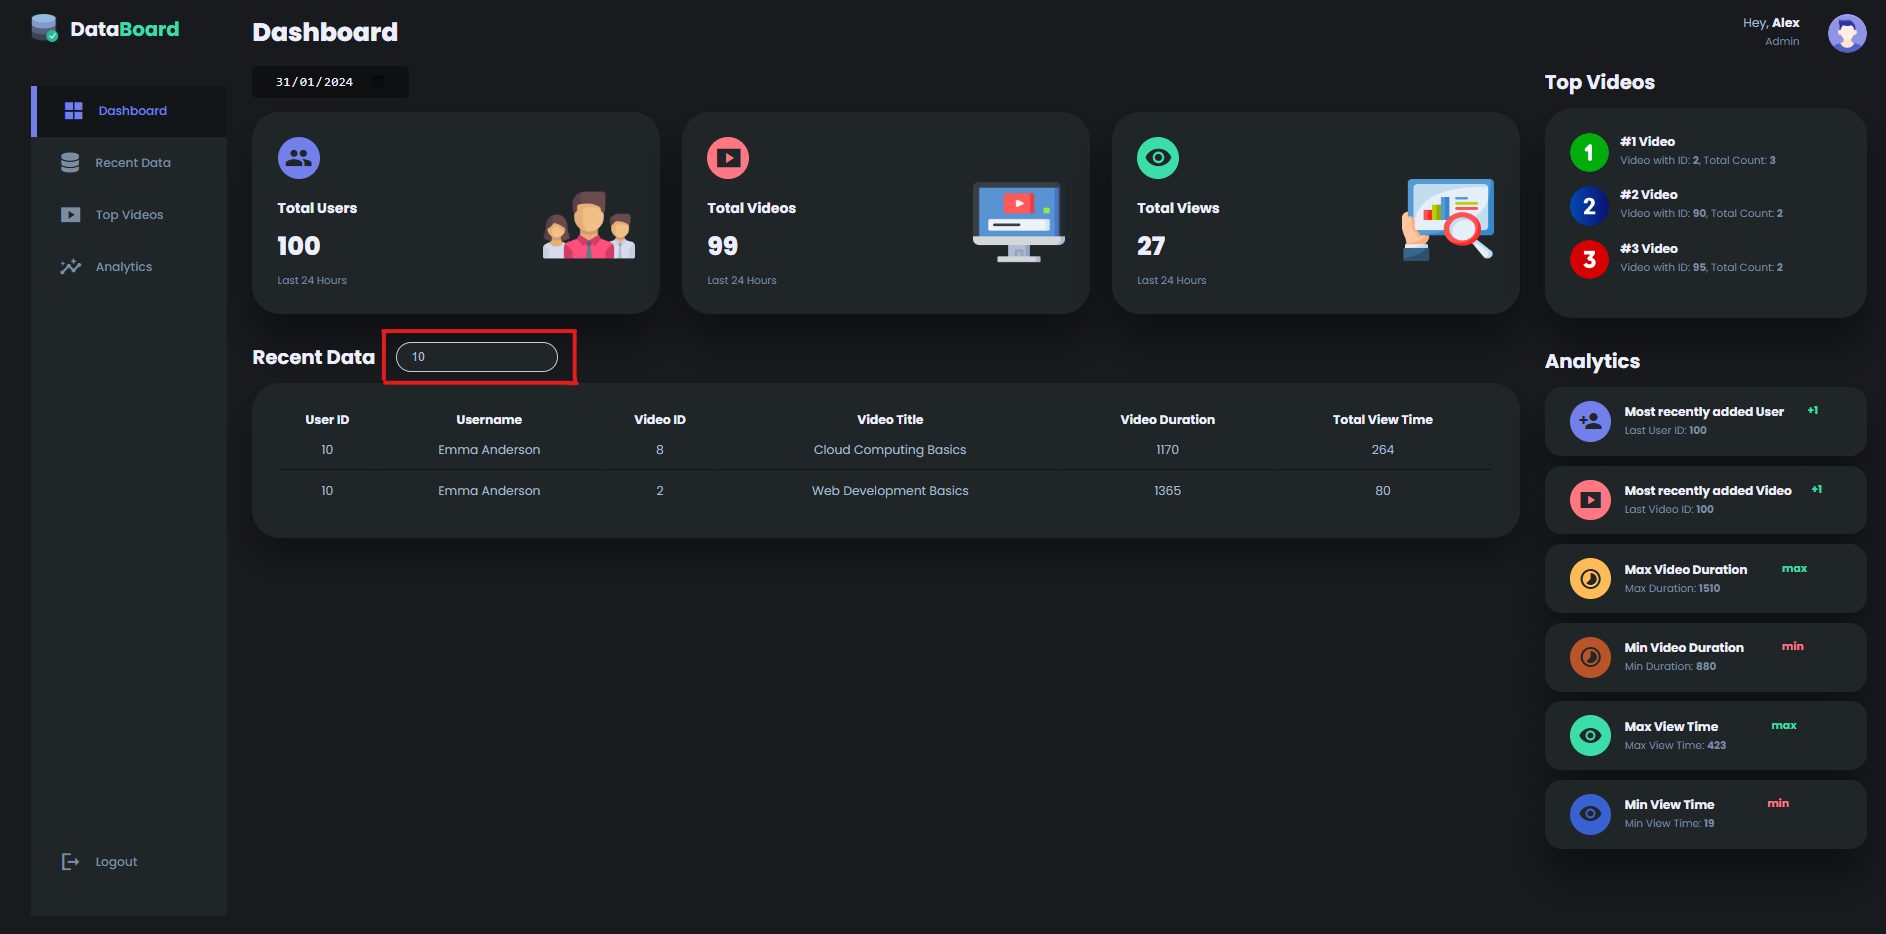 DataBoard
Dashboard
Recent Data
Top Videos
Analytics
Logout
Dashboard
31/01/2024
Total Users
100
Last 24 Hours
Total Videos
99
Last 24 Hours
Total Views
27
Last 24 Hours
Recent Data
10
User ID Username Video ID Video Title Video Duration Total View Time
10 Emma Anderson 8 Cloud Computing Basics 1170 264
10 Emma Anderson 2 Web Development Basics 1365 80
Hey, Alex
Admin
Top Videos
1
#1 Video
Video with ID: 2, Total Count: 3
2
#2 Video
Video with ID: 90, Total Count: 2
3
#3 Video
Video with ID: 95, Total Count: 2
Analytics
Most recently added User +1
Last User ID: 100
Most recently added Video +1
Last Video ID: 100
Max Video Duration max
Max Duration: 1510
Min Video Duration min
Min Duration: 880
Max View Time max
Max View Time: 423
Min View Time min
Min View Time: 19